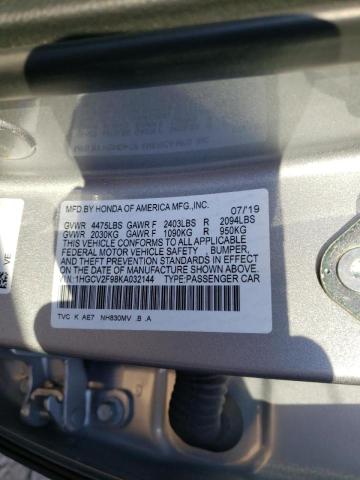 MFD.BY HONDA OF AMERICA MFG.,INC. 07/19
GVWR 4475LBS GAWR F 2403LBS R 2094LBS
GVWR 2030KG GAWR F 1090KG R 950KG
THIS VEHICLE CONFORMS TO ALL APPLICABLE
FEDERAL MOTOR VEHICLE SAFETY, BUMPER,
AND THEFT PREVENTION STANDARDS IN EFFECT
ON THE DATE OF MANUFACTURE SHOWN ABOVE.
V.I.N.:1HGCV2F98KA032144 TYPE:PASSENGER CAR
TVC K AE7 NH830MV .B .A